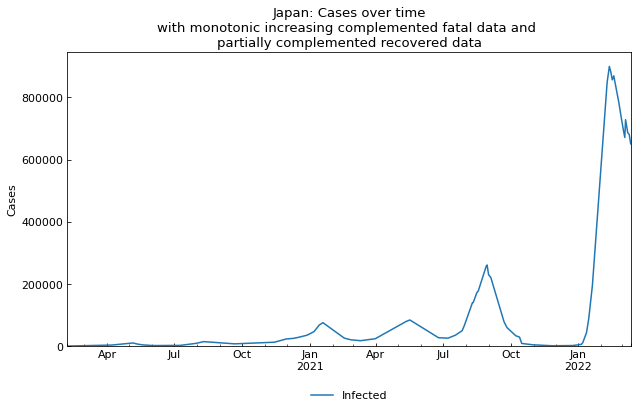 Japan: Cases over time
with monotonic increasing complemented fatal data and
partially complemented recovered data
800000
600000
400000
200000
0
Cases
Apr
Jul
Oct
Jan
2021
Apr
Jul
Oct
Jan
2022
Infected